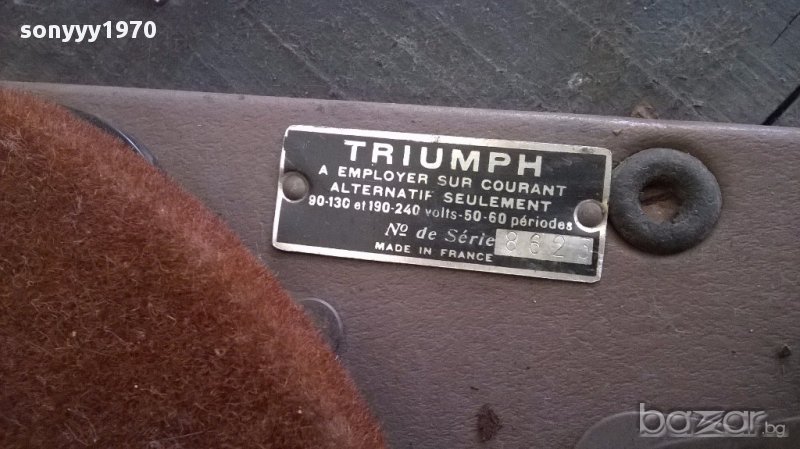 sonyyy1970
TRIUMPH
A EMPLOYER SUR COURANT
ALTERNATIF SEULEMENT
90-130 et 190-240 volts-50-60 périodes
Nº de Série 8623
MADE IN FRANCE
bazar.bg